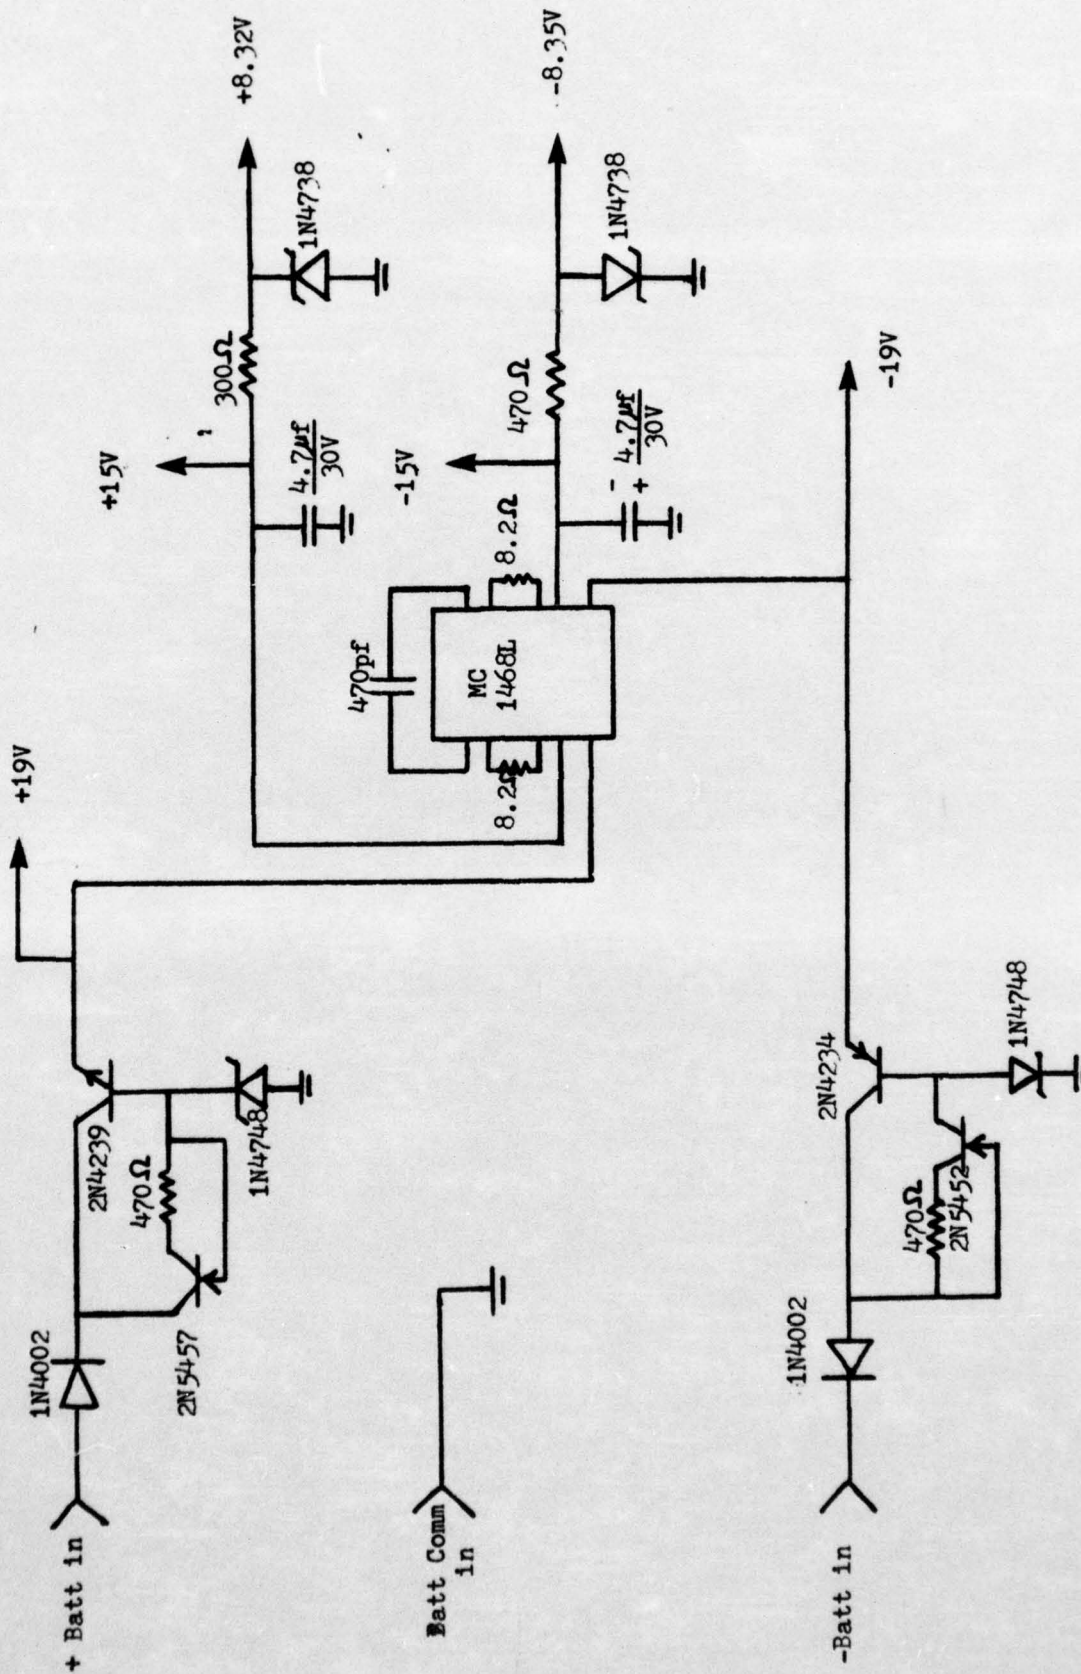 + Batt in
1N4002
2N5457
2N4239
470Ω
1N4748
+19V
+15V
300Ω
4.7µf
30V
+8.32V
1N4738
Batt Comm
in
470pf
8.2Ω
MC
1468L
8.2Ω
-15V
470Ω
-
+ 4.7µf
30V
-8.35V
1N4738
-Batt in
1N4002
470Ω
2N5452
2N4234
1N4748
-19V